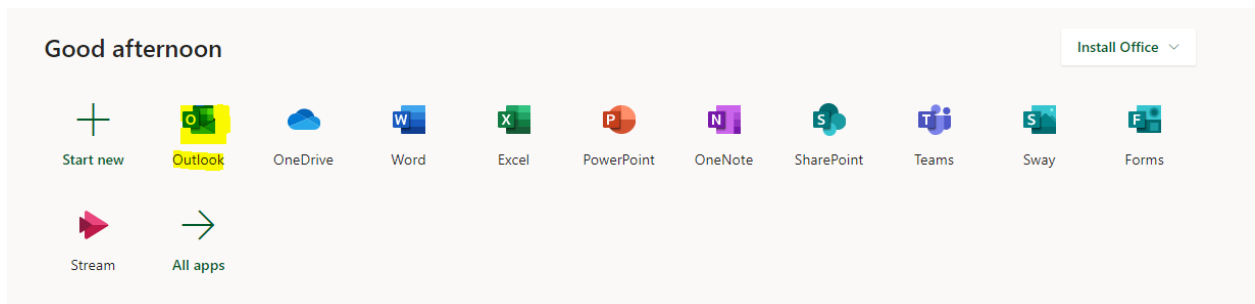 Good afternoon
Install Office
Start new
Outlook
OneDrive
Word
Excel
PowerPoint
OneNote
SharePoint
Teams
Sway
Forms
Stream
All apps